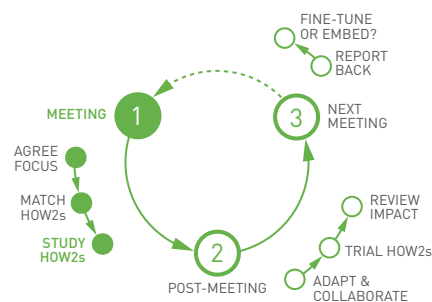 FINE-TUNE
OR EMBED?
REPORT
BACK
MEETING
1
3
NEXT
MEETING
AGREE
FOCUS
MATCH
HOW2s
STUDY
HOW2s
2
POST-MEETING
REVIEW
IMPACT
TRIAL HOW2s
ADAPT &
COLLABORATE